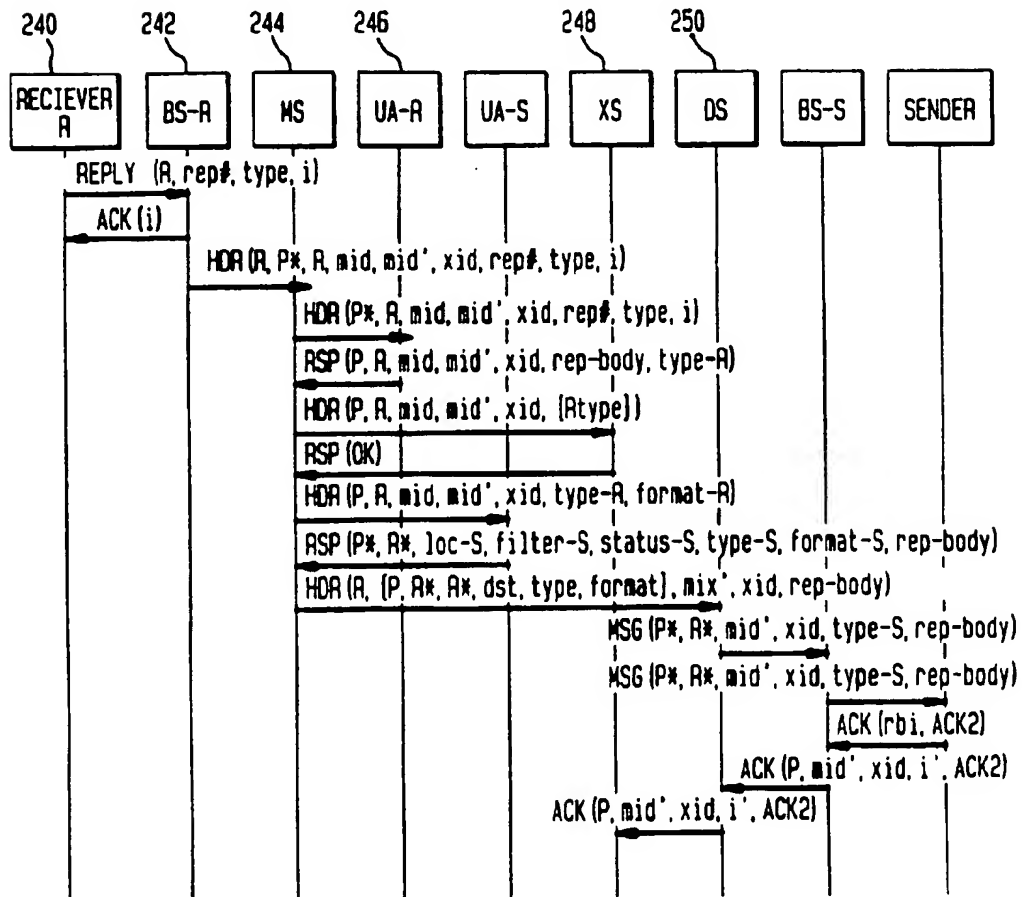 240 242 244 246 248 250
RECIEVER A BS-R MS UA-R UA-S XS DS BS-S SENDER
REPLY (A, rep#, type, i)
ACK (i)
HDR (R, P*, A, mid, mid', xid, rep#, type, i)
HDR (P*, A, mid, mid', xid, rep#, type, i)
RSP (P, A, mid, mid', xid, rep-body, type-A)
HDR (P, A, mid, mid', xid, {Rtype})
RSP (OK)
HDR (P, A, mid, mid', xid, type-A, format-A)
RSP (P*, R*, loc-S, filter-S, status-S, type-S, format-S, rep-body)
HDR (R, {P, A*, R*, dst, type, format}, mix', xid, rep-body)
MSG (P*, R*, mid', xid, type-S, rep-body)
MSG (P*, R*, mid', xid, type-S, rep-body)
ACK (rbi, ACK2)
ACK (P, mid', xid, i', ACK2)
ACK (P, mid', xid, i', ACK2)